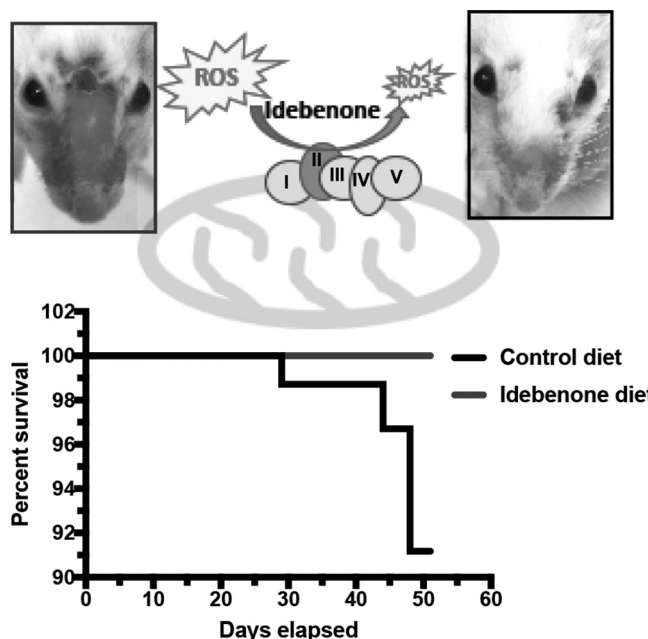 ROS
ROS
Idebenone
I
II
III
IV
V
102
100
98
96
94
92
90
Percent survival
0
10
20
30
40
50
60
Days elapsed
Control diet
Idebenone diet